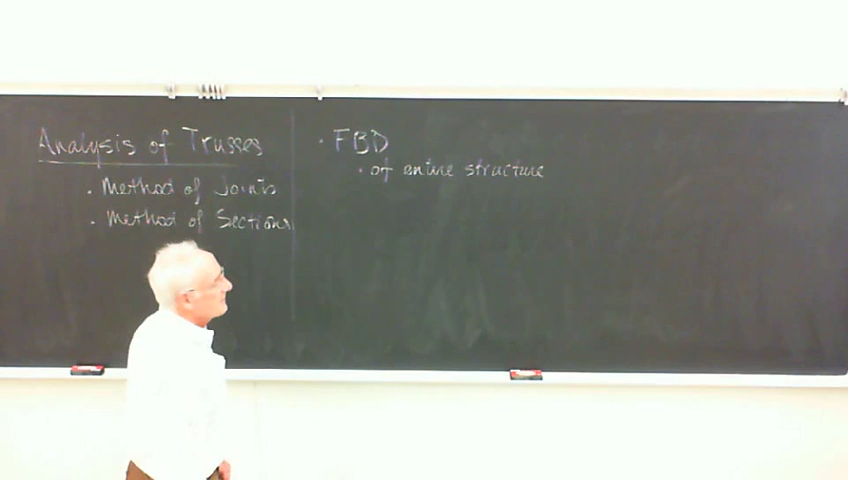 Analysis of Trusses
. Method of Joints
. Method of Sections
· FBD
· of entire structure